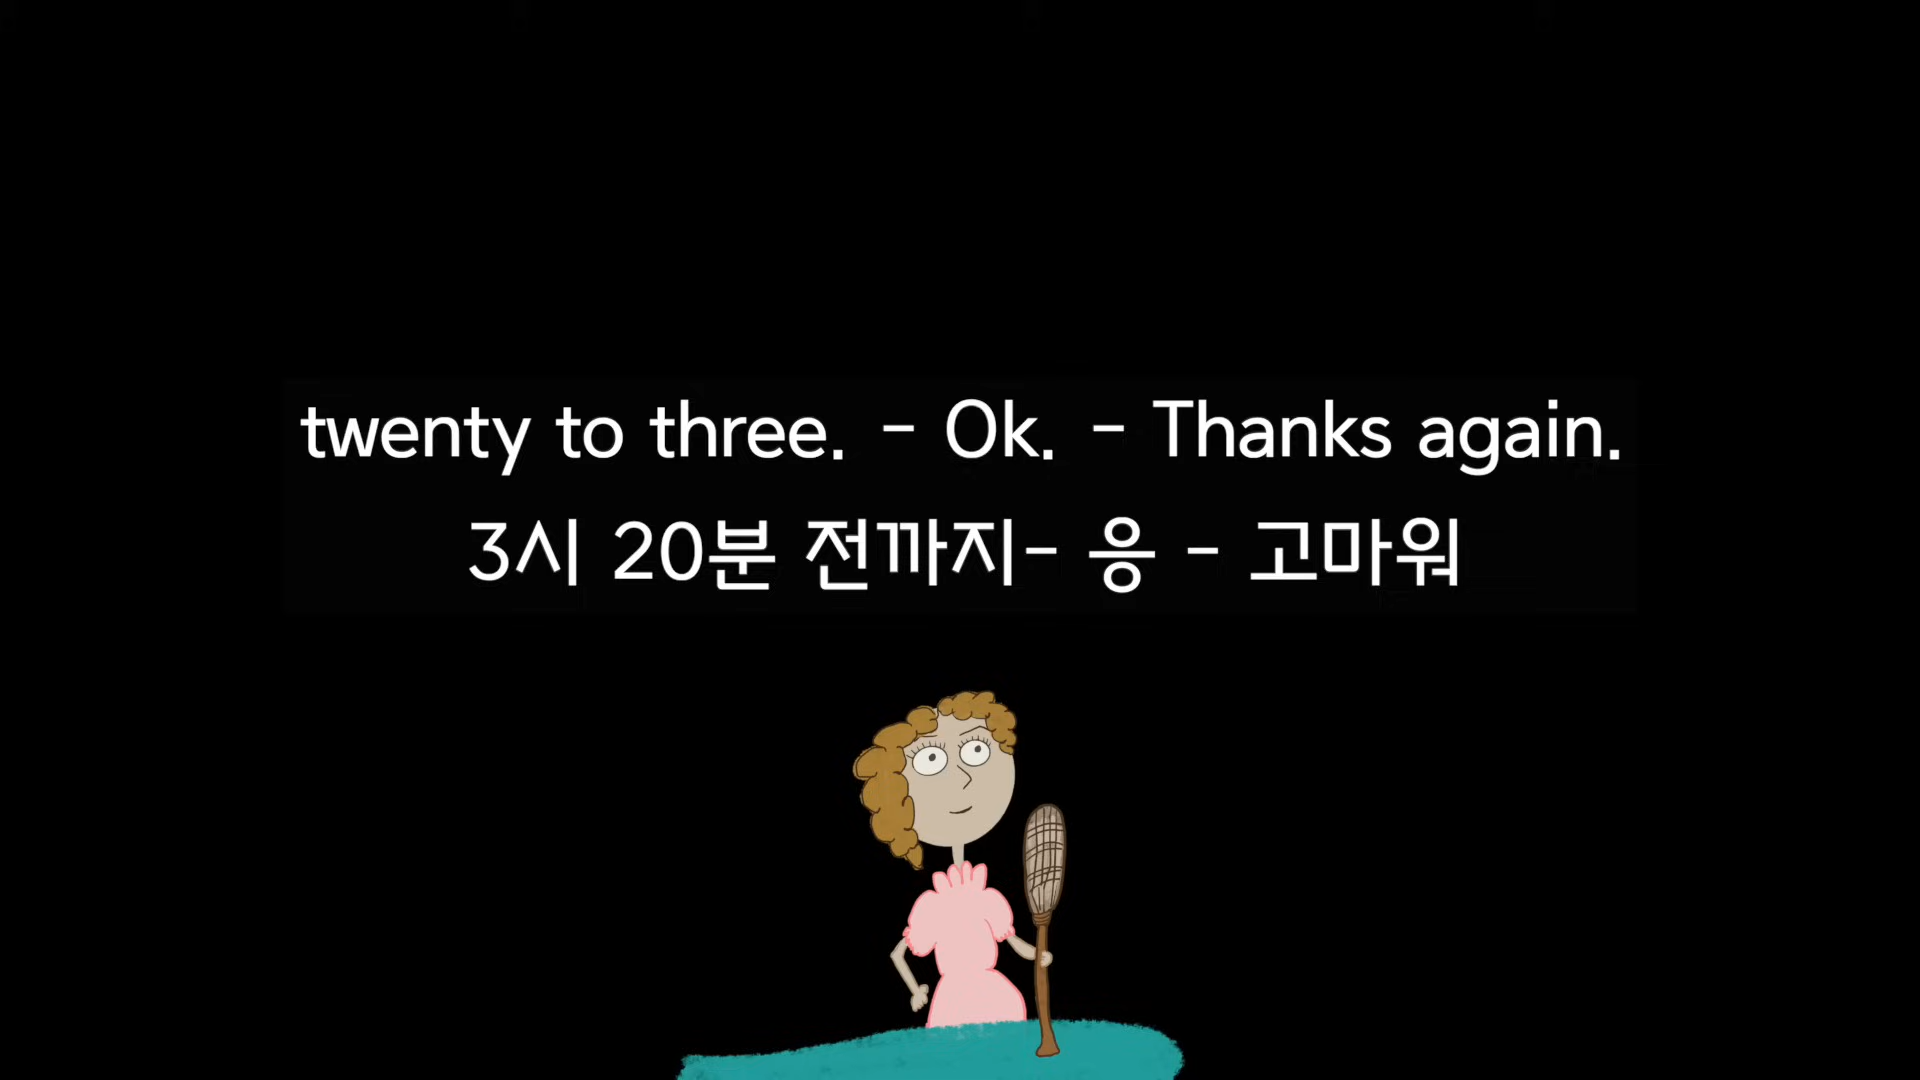 twenty to three. - Ok. - Thanks again.
3시 20분 전까지- 응 - 고마워